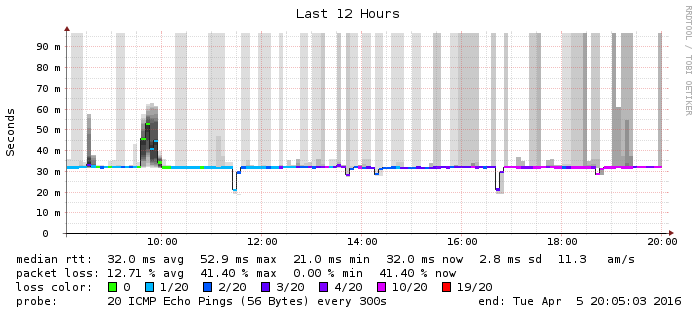 Last 12 Hours
RRDTOOL / TOBI OETIKER
Seconds
90 m
80 m
70 m
60 m
50 m
40 m
30 m
20 m
10 m
0
10:00 12:00 14:00 16:00 18:00 20:00
median rtt: 32.0 ms avg 52.9 ms max 21.0 ms min 32.0 ms now 2.8 ms sd 11.3 am/s
packet loss: 12.71 % avg 41.40 % max 0.00 % min 41.40 % now
loss color: 0 1/20 2/20 3/20 4/20 10/20 19/20
probe: 20 ICMP Echo Pings (56 Bytes) every 300s end: Tue Apr 5 20:05:03 2016